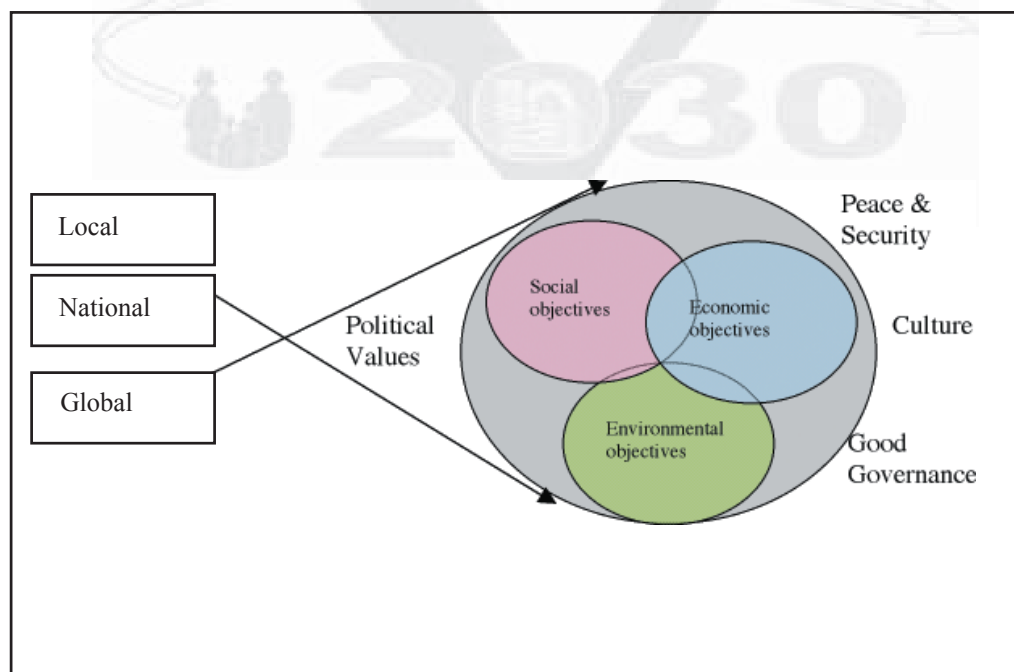 2030
Local
National
Global
Political
Values
Social
objectives
Economic
objectives
Environmental
objectives
Peace &
Security
Culture
Good
Governance